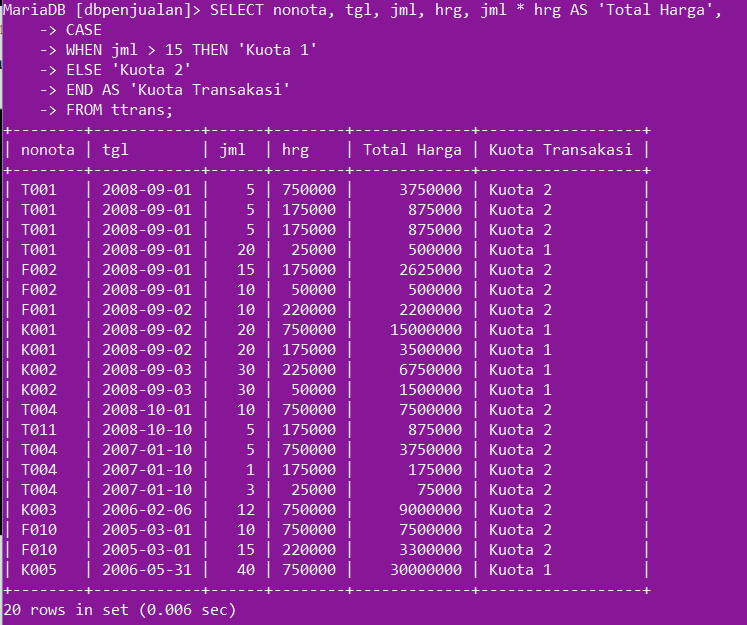 MariaDB [dbpenjualan]> SELECT nonota, tgl, jml, hrg, jml * hrg AS 'Total Harga',
    -> CASE
    -> WHEN jml > 15 THEN 'Kuota 1'
    -> ELSE 'Kuota 2'
    -> END AS 'Kuota Transakasi'
    -> FROM ttrans;
+--------+------------+------+--------+-------------+------------------+
| nonota | tgl        | jml  | hrg    | Total Harga | Kuota Transakasi |
+--------+------------+------+--------+-------------+------------------+
| T001   | 2008-09-01 |    5 | 750000 |     3750000 | Kuota 2          |
| T001   | 2008-09-01 |    5 | 175000 |      875000 | Kuota 2          |
| T001   | 2008-09-01 |    5 | 175000 |      875000 | Kuota 2          |
| T001   | 2008-09-01 |   20 |  25000 |      500000 | Kuota 1          |
| F002   | 2008-09-01 |   15 | 175000 |     2625000 | Kuota 2          |
| F002   | 2008-09-01 |   10 |  50000 |      500000 | Kuota 2          |
| F001   | 2008-09-02 |   10 | 220000 |     2200000 | Kuota 2          |
| K001   | 2008-09-02 |   20 | 750000 |    15000000 | Kuota 1          |
| K001   | 2008-09-02 |   20 | 175000 |     3500000 | Kuota 1          |
| K002   | 2008-09-03 |   30 | 225000 |     6750000 | Kuota 1          |
| K002   | 2008-09-03 |   30 |  50000 |     1500000 | Kuota 1          |
| T004   | 2008-10-01 |   10 | 750000 |     7500000 | Kuota 2          |
| T011   | 2008-10-10 |    5 | 175000 |      875000 | Kuota 2          |
| T004   | 2007-01-10 |    5 | 750000 |     3750000 | Kuota 2          |
| T004   | 2007-01-10 |    1 | 175000 |      175000 | Kuota 2          |
| T004   | 2007-01-10 |    3 |  25000 |       75000 | Kuota 2          |
| K003   | 2006-02-06 |   12 | 750000 |     9000000 | Kuota 2          |
| F010   | 2005-03-01 |   10 | 750000 |     7500000 | Kuota 2          |
| F010   | 2005-03-01 |   15 | 220000 |     3300000 | Kuota 2          |
| K005   | 2006-05-31 |   40 | 750000 |    30000000 | Kuota 1          |
+--------+------------+------+--------+-------------+------------------+
20 rows in set (0.006 sec)